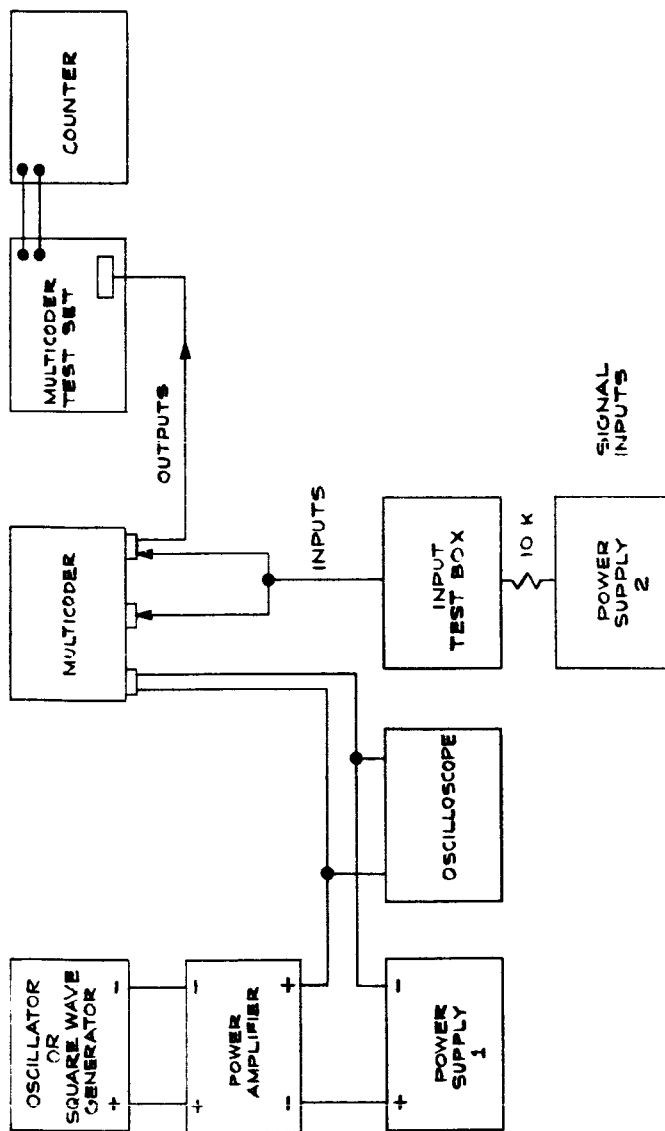 OSCILLATOR
OR
SQUARE WAVE
GENERATOR
+
-
+
-
POWER
AMPLIFIER
-
+
+
-
POWER
SUPPLY
1
OSCILLOSCOPE
MULTICODER
INPUTS
INPUT
TEST BOX
10 K
POWER
SUPPLY
2
SIGNAL
INPUTS
OUTPUTS
MULTICODER
TEST SET
COUNTER